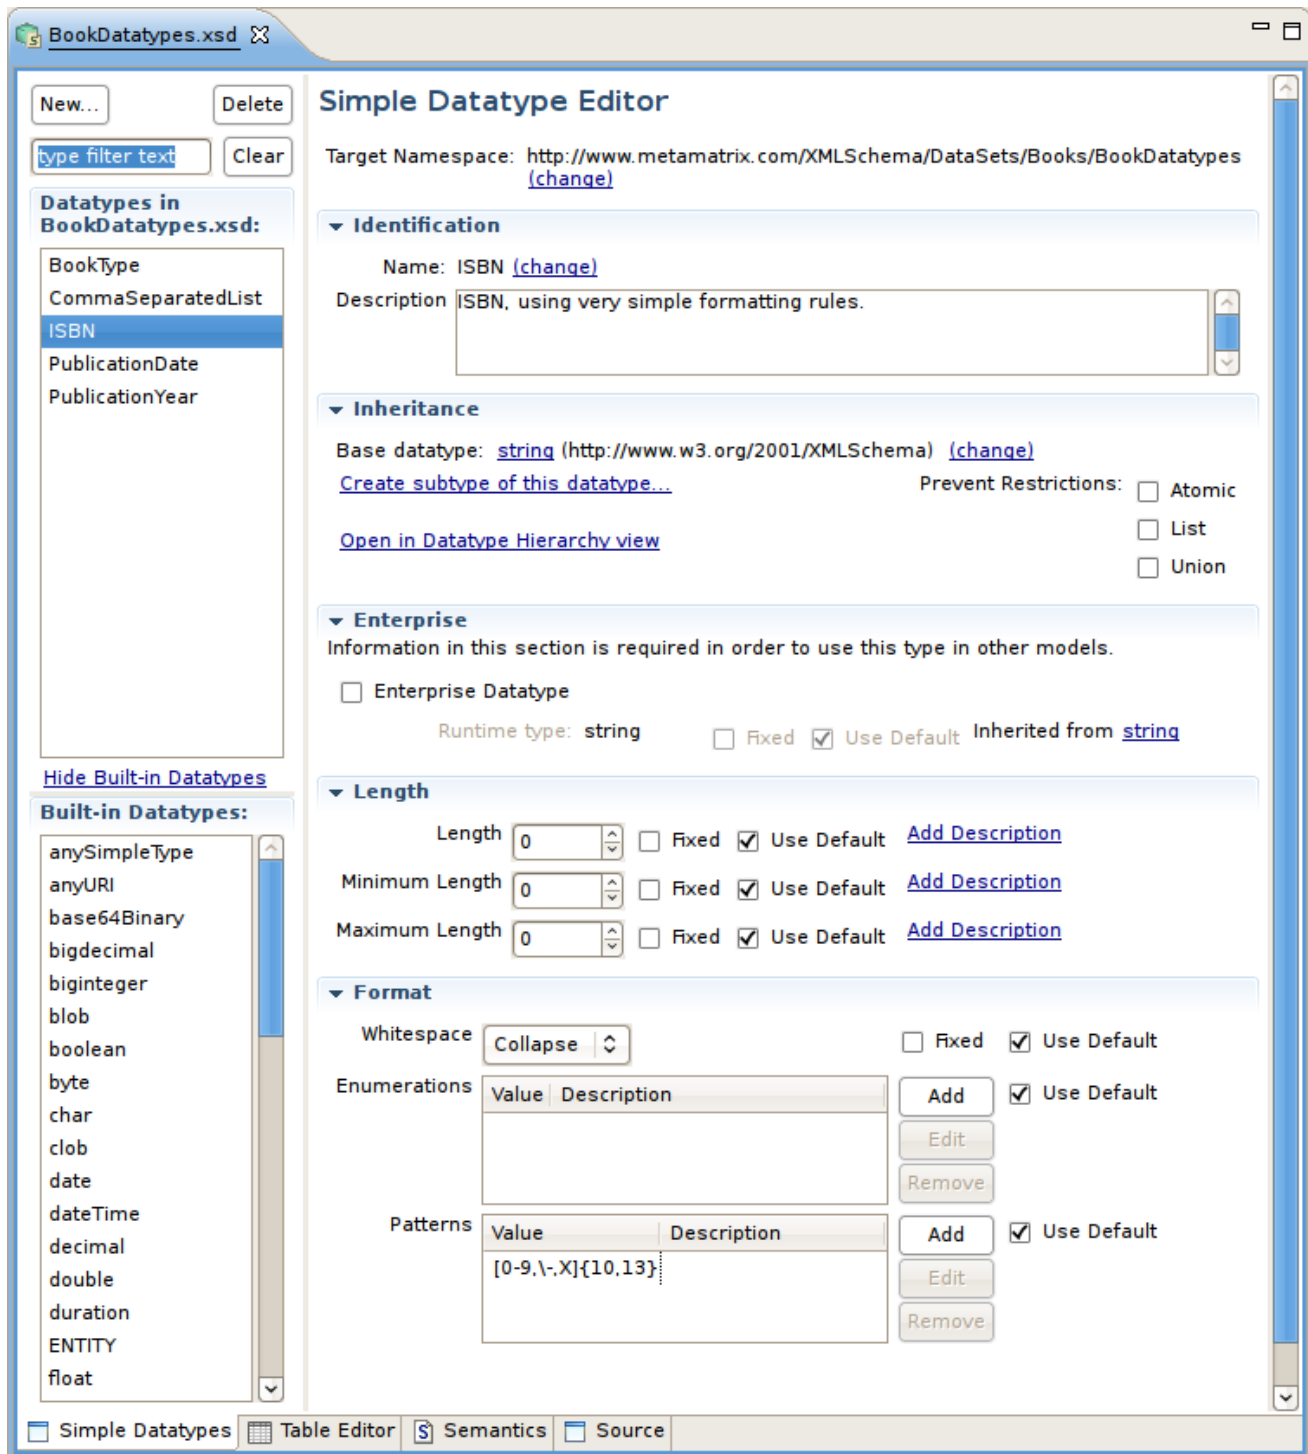 BookDatatypes.xsd
New...
Delete
type filter text
Clear
Datatypes in
BookDatatypes.xsd:
BookType
CommaSeparatedList
ISBN
PublicationDate
PublicationYear
Hide Built-in Datatypes
Built-in Datatypes:
anySimpleType
anyURI
base64Binary
bigdecimal
biginteger
blob
boolean
byte
char
clob
date
dateTime
decimal
double
duration
ENTITY
float
Simple Datatype Editor
Target Namespace: http://www.metamatrix.com/XMLSchema/DataSets/Books/BookDatatypes
(change)
Identification
Name: ISBN (change)
Description ISBN, using very simple formatting rules.
Inheritance
Base datatype: string (http://www.w3.org/2001/XMLSchema) (change)
Create subtype of this datatype... Prevent Restrictions: Atomic
List
Open in Datatype Hierarchy view
Union
Enterprise
Information in this section is required in order to use this type in other models.
Enterprise Datatype
Runtime type: string Fixed Use Default Inherited from string
Length
Length 0 Fixed Use Default Add Description
Minimum Length 0 Fixed Use Default Add Description
Maximum Length 0 Fixed Use Default Add Description
Format
Whitespace Collapse Fixed Use Default
Enumerations Value Description Add Use Default
Edit
Remove
Patterns Value Description Add Use Default
[0-9,\-,X]{10,13} Edit
Remove
Simple Datatypes Table Editor Semantics Source